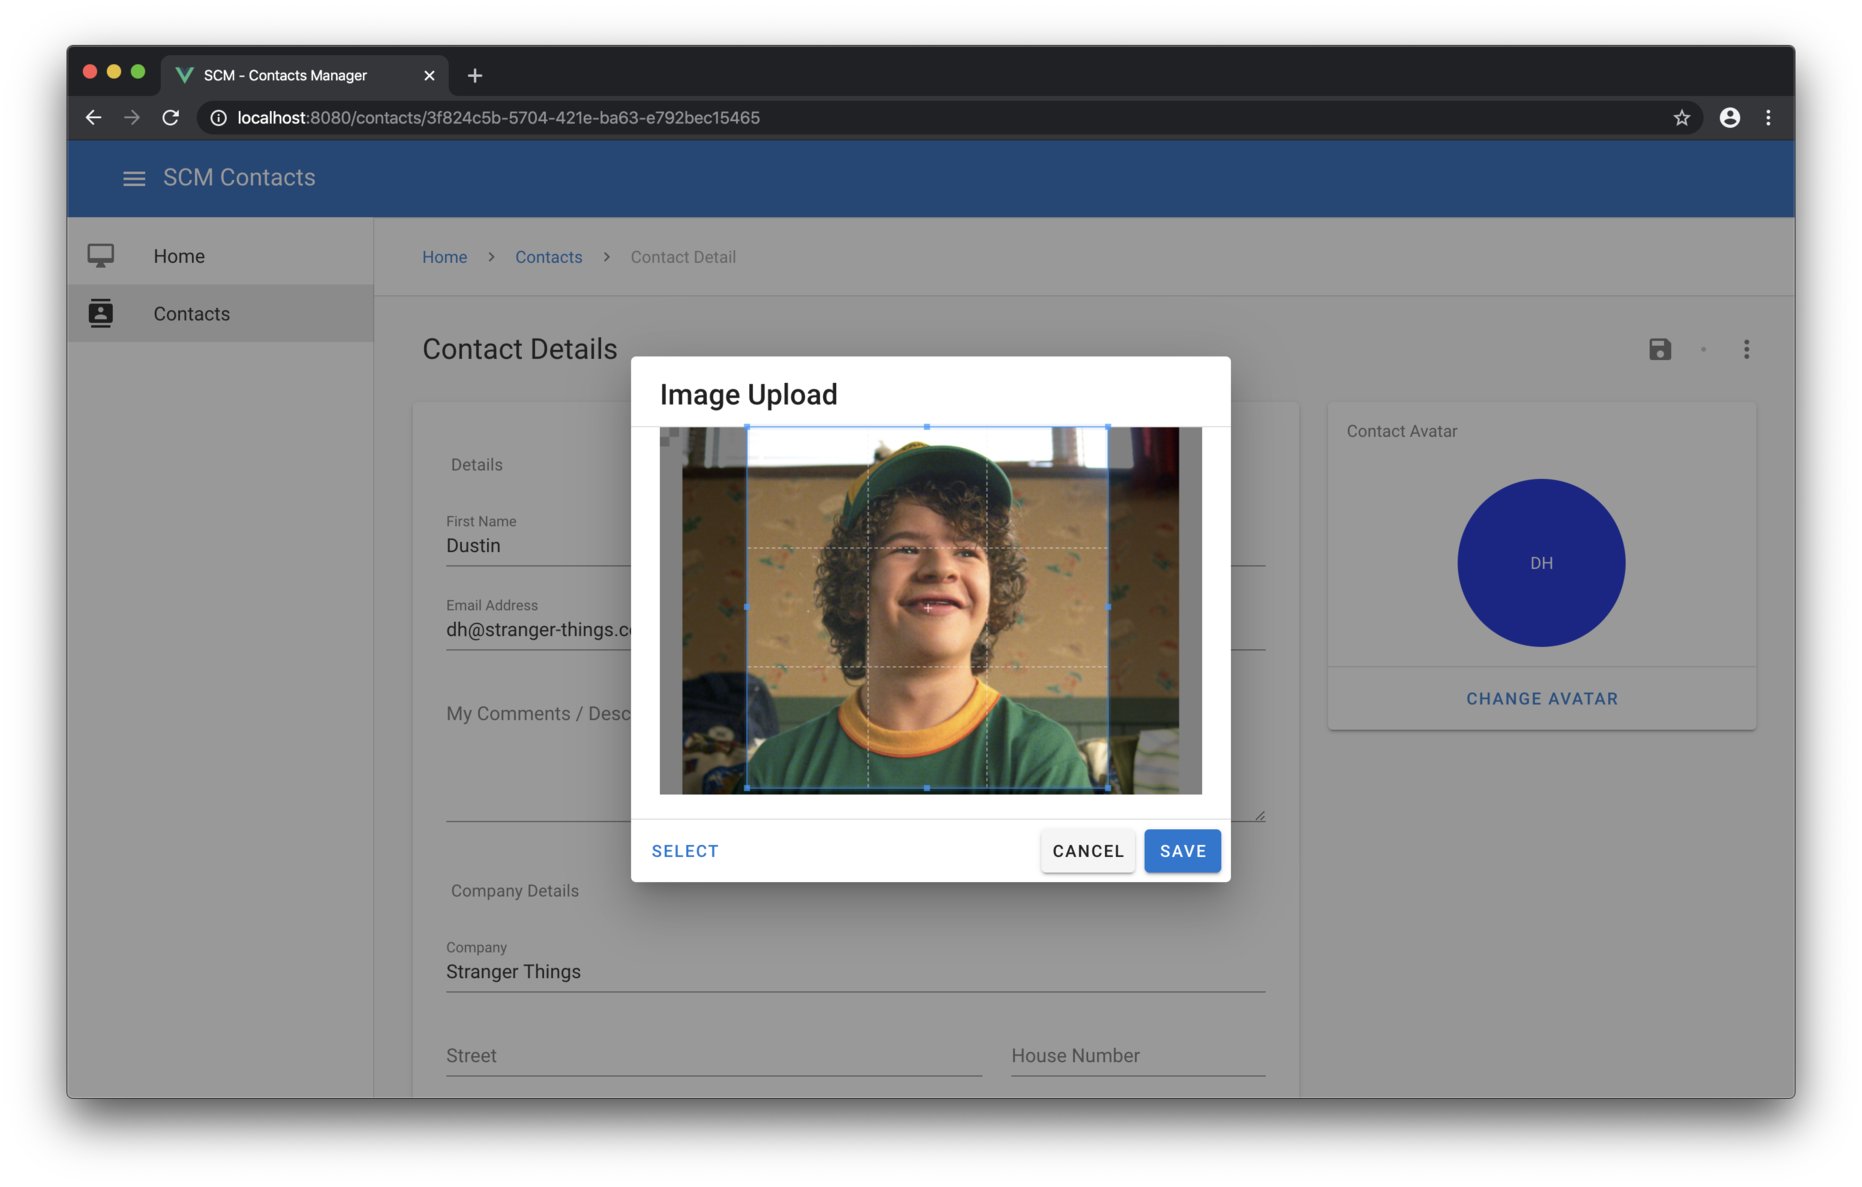 SCM - Contacts Manager
localhost:8080/contacts/3f824c5b-5704-421e-ba63-e792bec15465
SCM Contacts
Home
Contacts
Home > Contacts > Contact Detail
Contact Details
Image Upload
SELECT
CANCEL
SAVE
Details
First Name
Dustin
Email Address
dh@stranger-things.c
My Comments / Desc
Company Details
Company
Stranger Things
Street
House Number
Contact Avatar
DH
CHANGE AVATAR